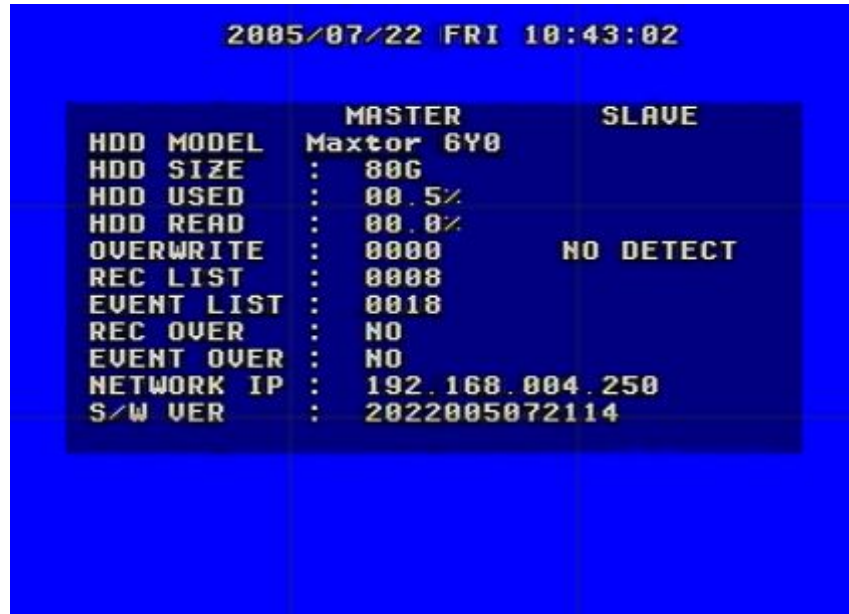 2005/07/22 FRI 10:43:02
MASTER SLAVE
HDD MODEL Maxtor 6Y0
HDD SIZE : 80G
HDD USED : 00.5%
HDD READ : 00.0%
OVERWRITE : 0000 NO DETECT
REC LIST : 0008
EVENT LIST : 0018
REC OVER : NO
EVENT OVER : NO
NETWORK IP : 192.168.004.250
S/W VER : 2022005072114